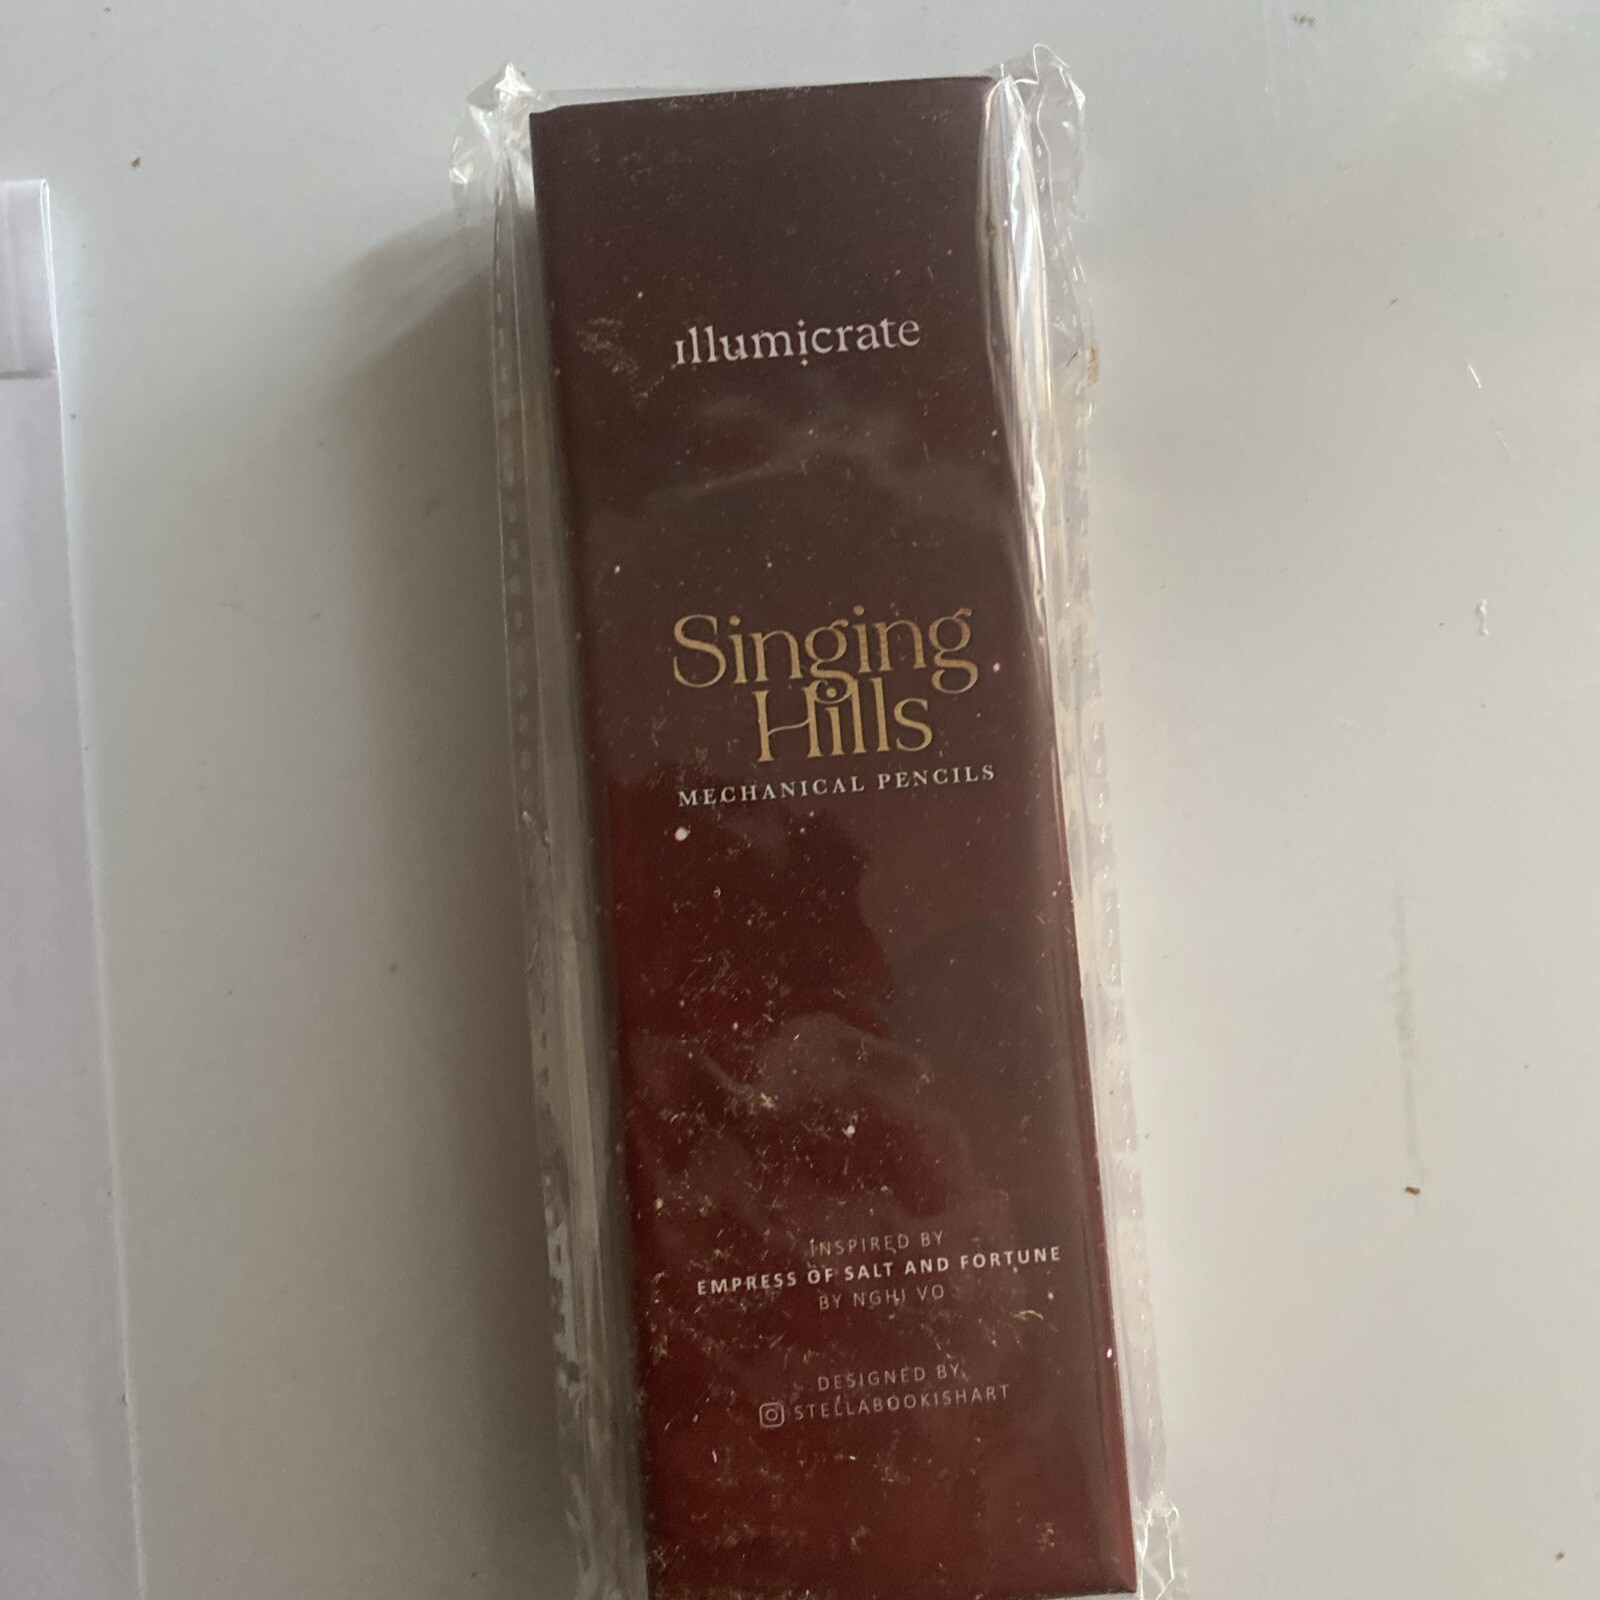 illumicrate
Singing
Hills
MECHANICAL PENCILS
INSPIRED BY
EMPRESS OF SALT AND FORTUNE
BY NGHI VO
DESIGNED BY
STELLABOOKISHART